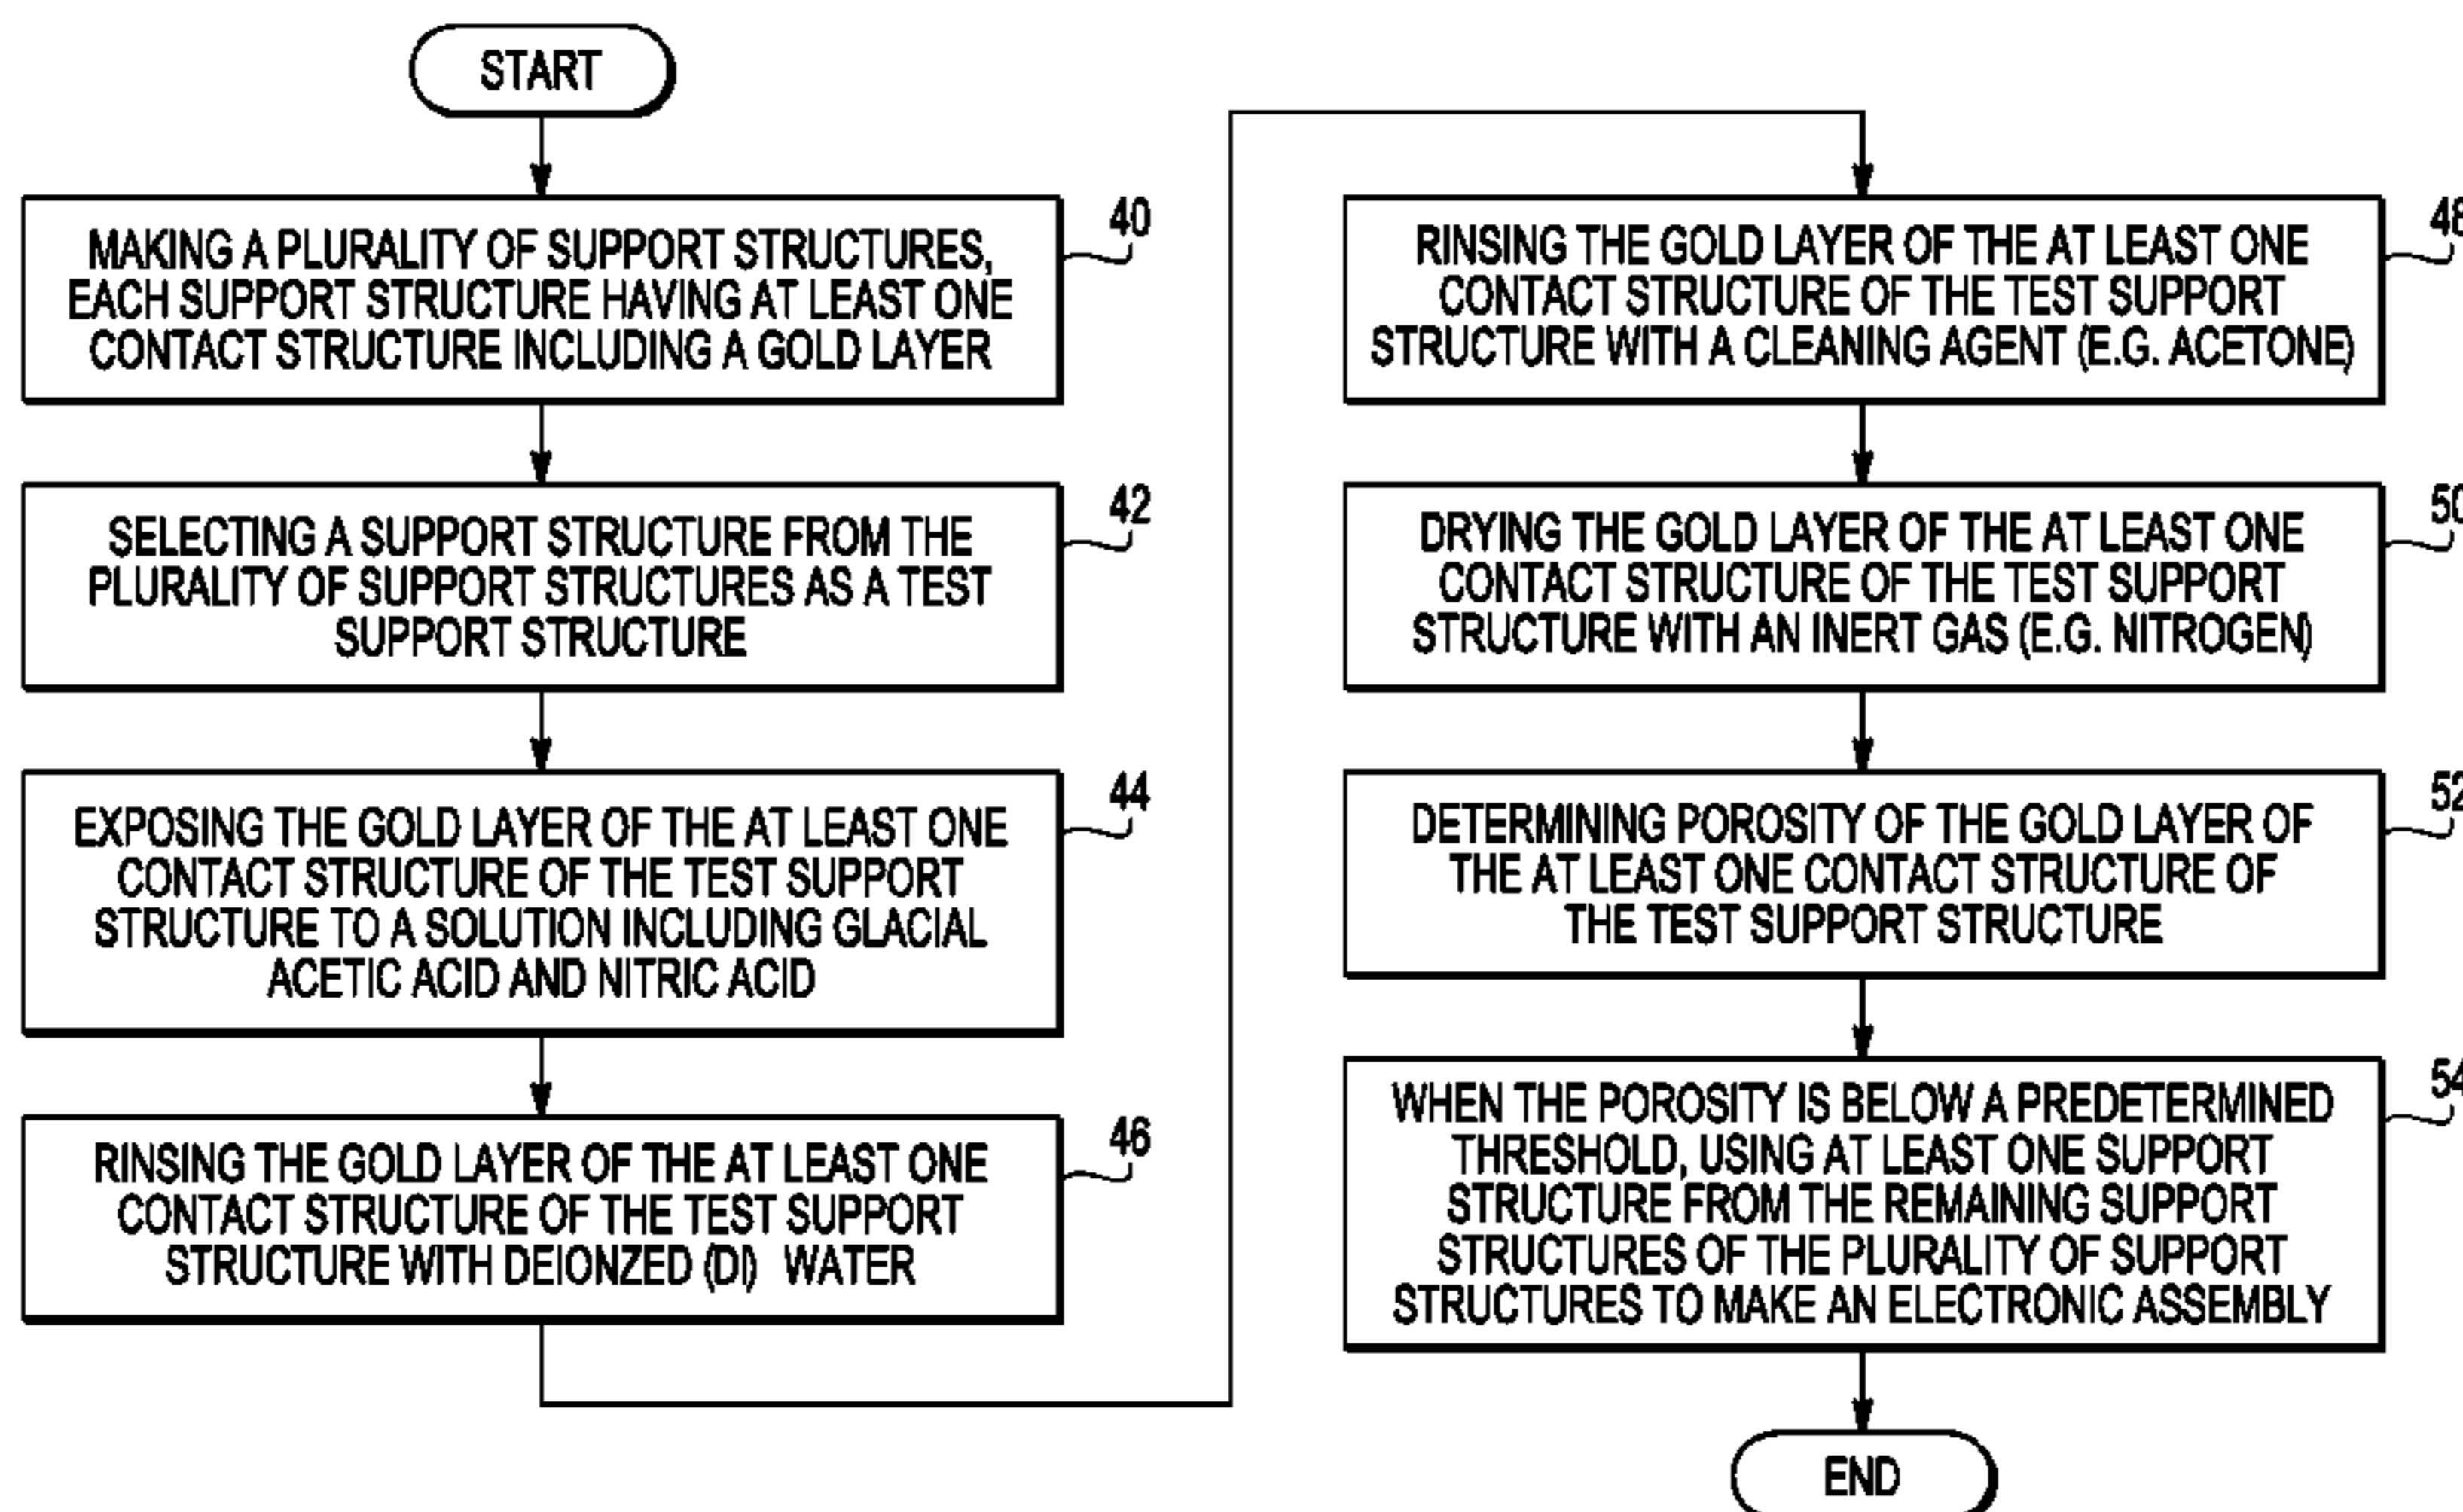 START
MAKING A PLURALITY OF SUPPORT STRUCTURES,
EACH SUPPORT STRUCTURE HAVING AT LEAST ONE
CONTACT STRUCTURE INCLUDING A GOLD LAYER
40
SELECTING A SUPPORT STRUCTURE FROM THE
PLURALITY OF SUPPORT STRUCTURES AS A TEST
SUPPORT STRUCTURE
42
EXPOSING THE GOLD LAYER OF THE AT LEAST ONE
CONTACT STRUCTURE OF THE TEST SUPPORT
STRUCTURE TO A SOLUTION INCLUDING GLACIAL
ACETIC ACID AND NITRIC ACID
44
RINSING THE GOLD LAYER OF THE AT LEAST ONE
CONTACT STRUCTURE OF THE TEST SUPPORT
STRUCTURE WITH DEIONZED (DI) WATER
46
RINSING THE GOLD LAYER OF THE AT LEAST ONE
CONTACT STRUCTURE OF THE TEST SUPPORT
STRUCTURE WITH A CLEANING AGENT (E.G. ACETONE)
48
DRYING THE GOLD LAYER OF THE AT LEAST ONE
CONTACT STRUCTURE OF THE TEST SUPPORT
STRUCTURE WITH AN INERT GAS (E.G. NITROGEN)
50
DETERMINING POROSITY OF THE GOLD LAYER OF
THE AT LEAST ONE CONTACT STRUCTURE OF
THE TEST SUPPORT STRUCTURE
52
WHEN THE POROSITY IS BELOW A PREDETERMINED
THRESHOLD, USING AT LEAST ONE SUPPORT
STRUCTURE FROM THE REMAINING SUPPORT
STRUCTURES OF THE PLURALITY OF SUPPORT
STRUCTURES TO MAKE AN ELECTRONIC ASSEMBLY
54
END